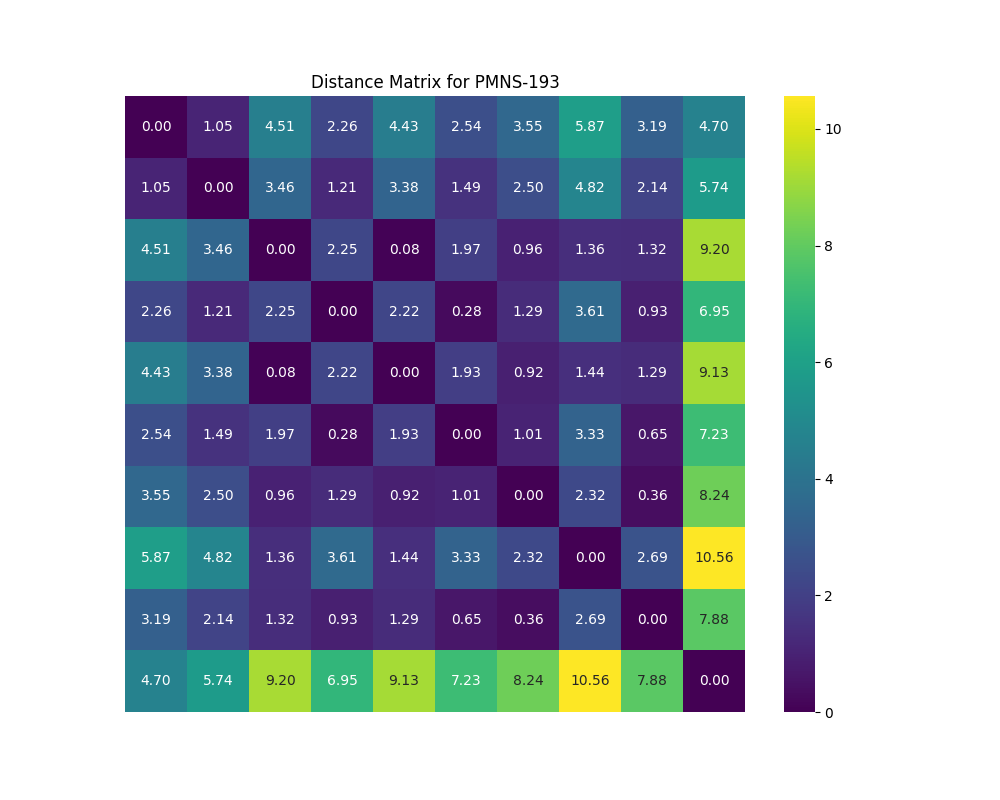 Distance Matrix for PMNS-193
0.00 1.05 4.51 2.26 4.43 2.54 3.55 5.87 3.19 4.70
1.05 0.00 3.46 1.21 3.38 1.49 2.50 4.82 2.14 5.74
4.51 3.46 0.00 2.25 0.08 1.97 0.96 1.36 1.32 9.20
2.26 1.21 2.25 0.00 2.22 0.28 1.29 3.61 0.93 6.95
4.43 3.38 0.08 2.22 0.00 1.93 0.92 1.44 1.29 9.13
2.54 1.49 1.97 0.28 1.93 0.00 1.01 3.33 0.65 7.23
3.55 2.50 0.96 1.29 0.92 1.01 0.00 2.32 0.36 8.24
5.87 4.82 1.36 3.61 1.44 3.33 2.32 0.00 2.69 10.56
3.19 2.14 1.32 0.93 1.29 0.65 0.36 2.69 0.00 7.88
4.70 5.74 9.20 6.95 9.13 7.23 8.24 10.56 7.88 0.00
10
8
6
4
2
0